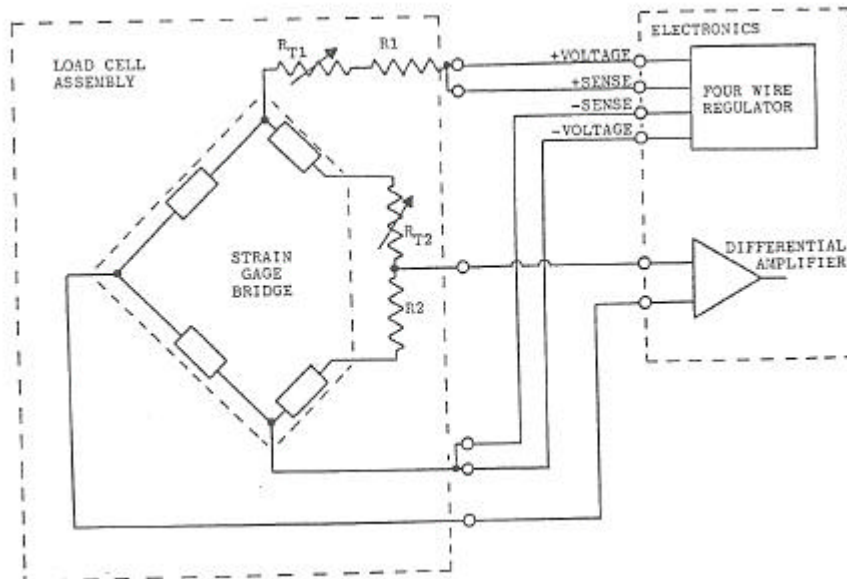 LOAD CELL
ASSEMBLY
RT1
R1
+VOLTAGE
+SENSE
-SENSE
-VOLTAGE
ELECTRONICS
FOUR WIRE
REGULATOR
STRAIN
GAGE
BRIDGE
RT2
R2
DIFFERENTIAL
AMPLIFIER